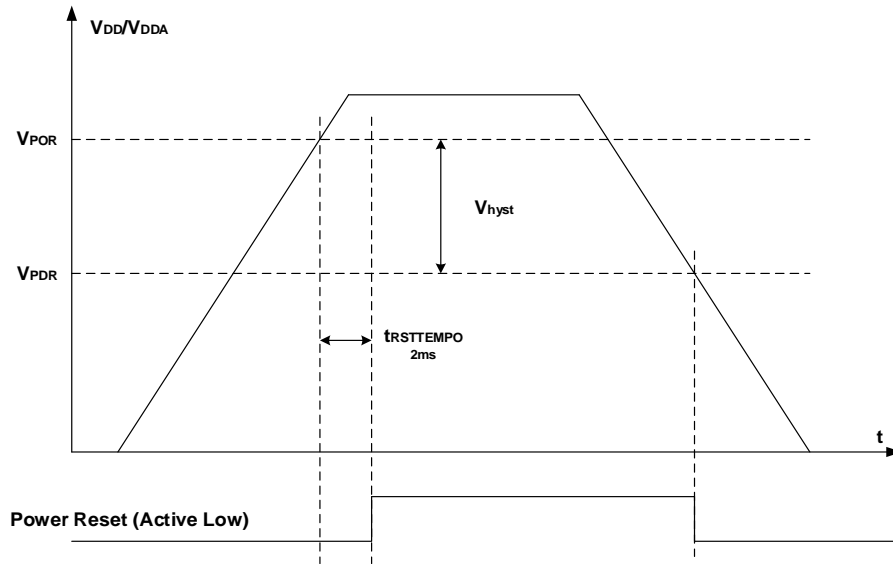 VDD/VDDA
VPOR
Vhyst
VPDR
tRSTTEMPO
2ms
t
Power Reset (Active Low)